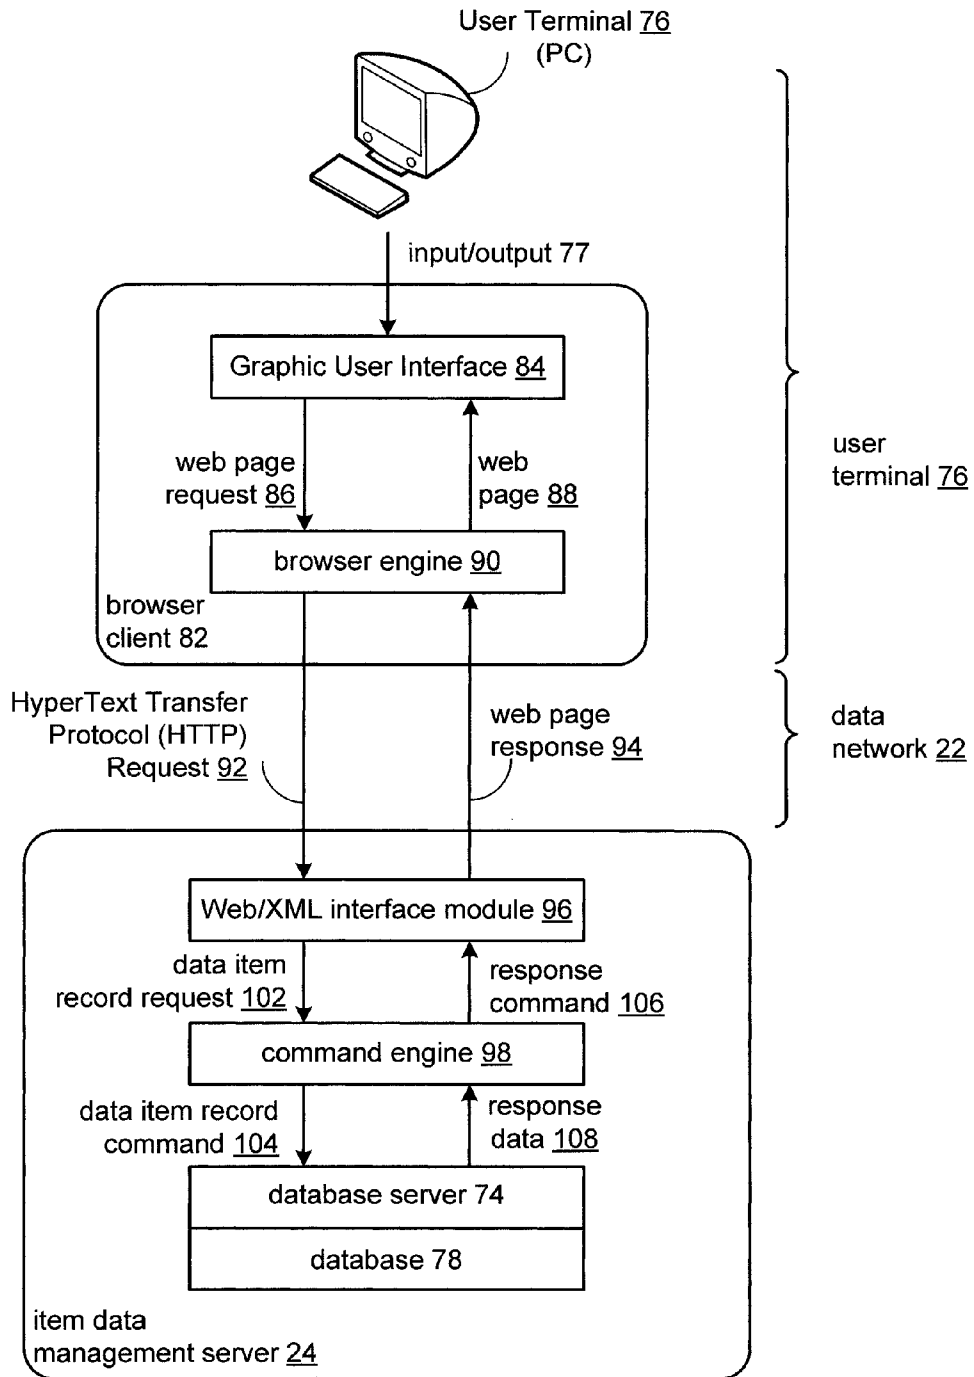 User Terminal 76
(PC)
input/output 77
Graphic User Interface 84
web page
request 86
web
page 88
user
terminal 76
browser engine 90
browser
client 82
HyperText Transfer
Protocol (HTTP)
Request 92
web page
response 94
data
network 22
Web/XML interface module 96
data item
record request 102
response
command 106
command engine 98
data item record
command 104
response
data 108
database server 74
database 78
item data
management server 24